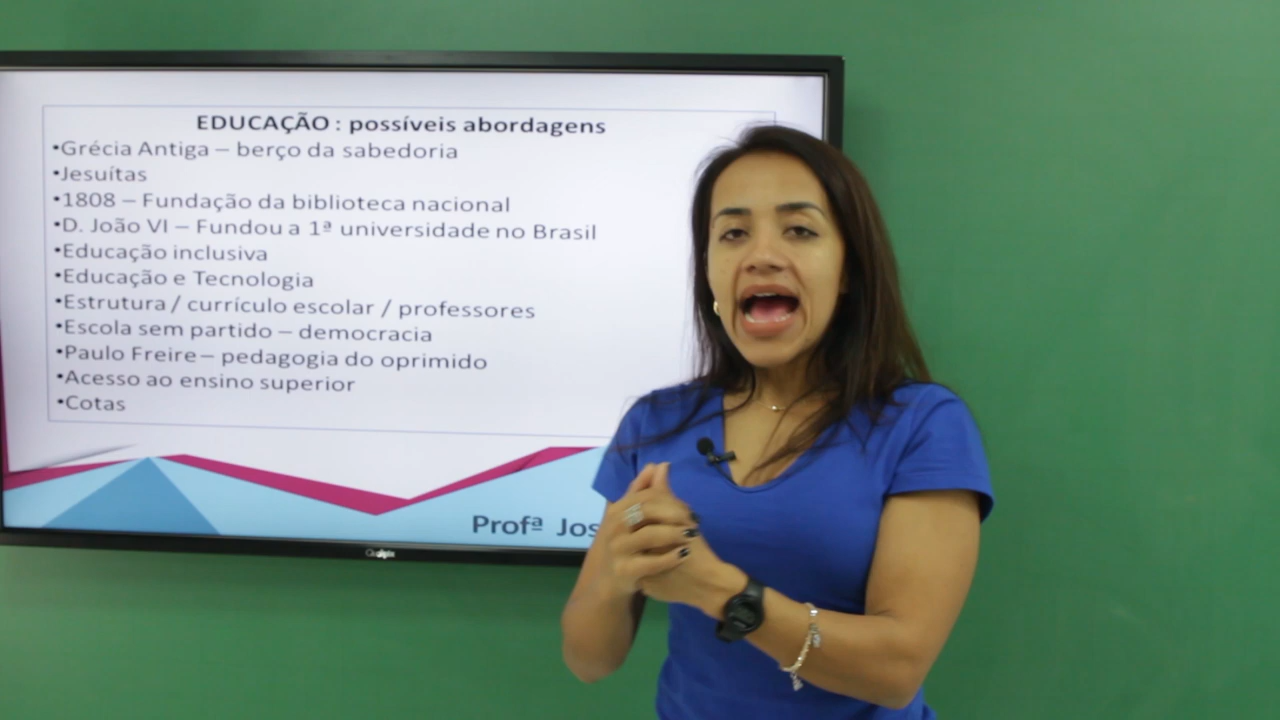 EDUCAÇÃO : possíveis abordagens
•Grécia Antiga – berço da sabedoria
•Jesuítas
•1808 – Fundação da biblioteca nacional
•D. João VI – Fundou a 1ª universidade no Brasil
•Educação inclusiva
•Educação e Tecnologia
•Estrutura / currículo escolar / professores
•Escola sem partido – democracia
•Paulo Freire – pedagogia do oprimido
•Acesso ao ensino superior
•Cotas
Profª Jos